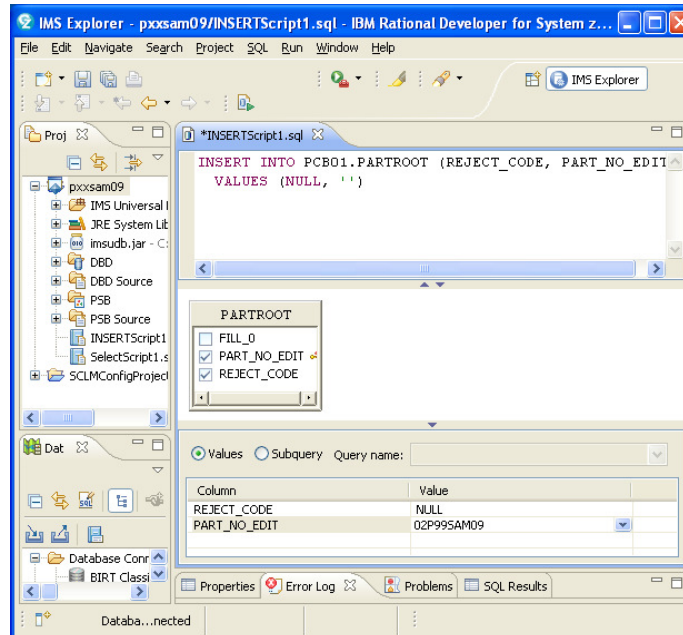 IMS Explorer - pxxsam09/INSERTScript1.sql - IBM Rational Developer for System z...
File Edit Navigate Search Project SQL Run Window Help
IMS Explorer
Proj
*INSERTScript1.sql
INSERT INTO PCB01.PARTROOT (REJECT_CODE, PART_NO_EDIT
VALUES (NULL, '')
pxxsam09
IMS Universal
JRE System Lib
imsudb.jar - C:
DBD
DBD Source
PSB
PSB Source
INSERTScript1
SelectScript1.s
SCLMConfigProject
PARTROOT
FILL_0
PART_NO_EDIT
REJECT_CODE
Dat
Values Subquery Query name:
Column Value
REJECT_CODE NULL
PART_NO_EDIT 02P99SAM09
Database Conr
BIRT Classi
Properties Error Log Problems SQL Results
Databa...nected